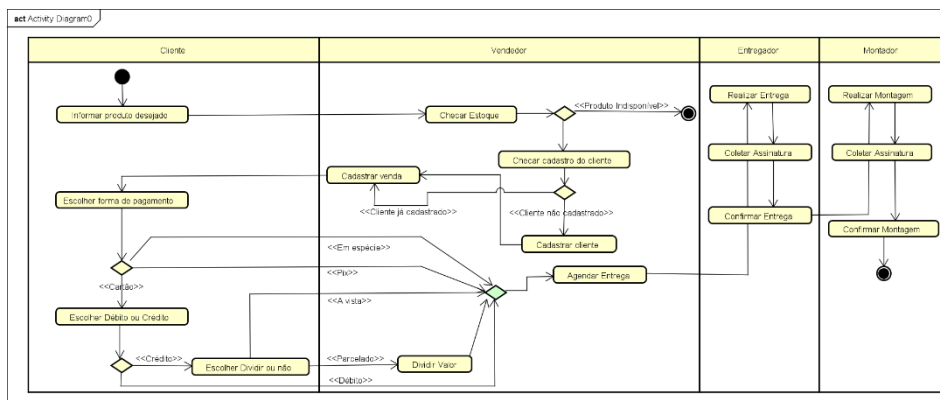 act Activity Diagram0
Cliente
Vendedor
Entregador
Montador
Informar produto desejado
Checar Estoque
<<Produto Indisponível>>
Realizar Entrega
Realizar Montagem
Checar cadastro do cliente
Coletar Assinatura
Coletar Assinatura
Cadastrar venda
Escolher forma de pagamento
<<Cliente já cadastrado>>
<<Cliente não cadastrado>>
Confirmar Entrega
Confirmar Montagem
Cadastrar cliente
<<Em espécie>>
<<Pix>>
Agendar Entrega
<<Cartão>>
<<A vista>>
Escolher Débito ou Crédito
<<Crédito>>
Escolher Dividir ou não
<<Parcelado>>
Dividir Valor
<<Débito>>